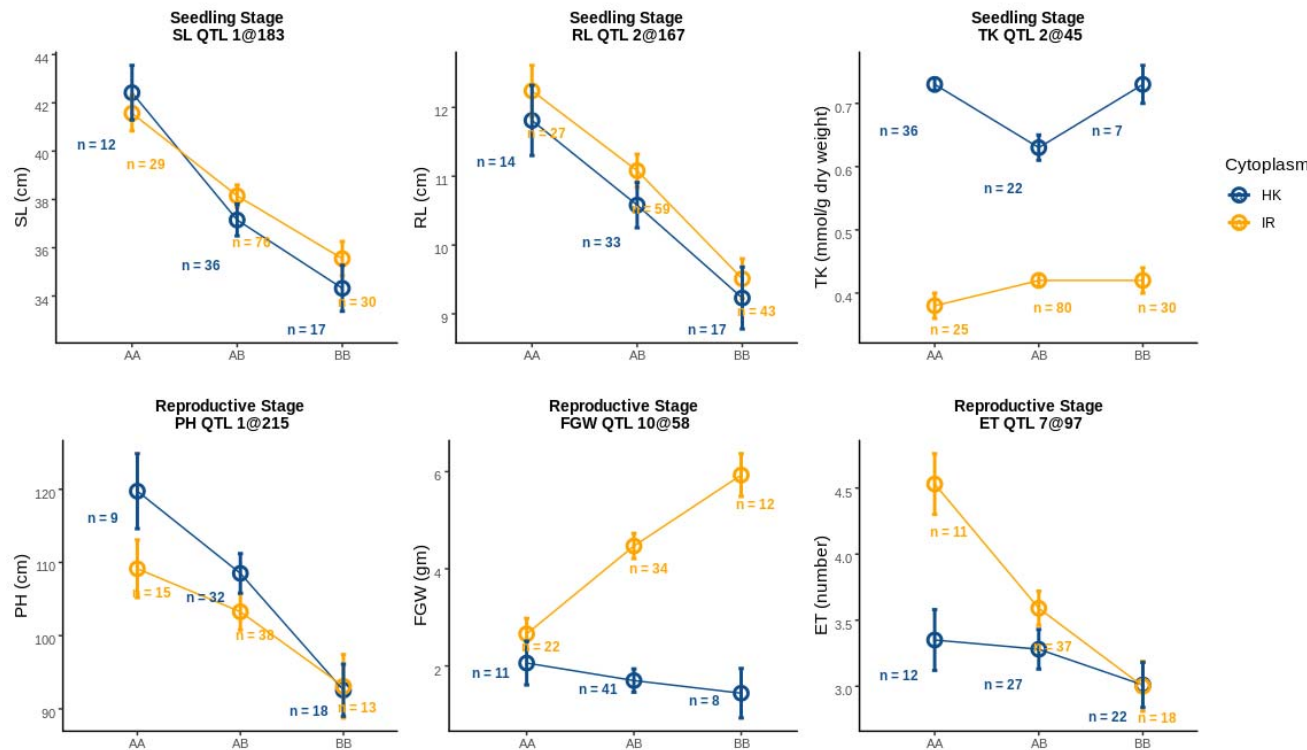 Seedling Stage
SL QTL 1@183
SL (cm)
44
42
40
38
36
34
n = 12
n = 29
n = 76
n = 36
n = 30
n = 17
AA
AB
BB
Seedling Stage
RL QTL 2@167
RL (cm)
12
11
10
9
n = 27
n = 14
n = 59
n = 33
n = 43
n = 17
AA
AB
BB
Seedling Stage
TK QTL 2@45
TK (mmol/g dry weight)
0.7
0.6
0.5
0.4
n = 36
n = 7
n = 22
n = 25
n = 80
n = 30
AA
AB
BB
Cytoplasm
HK
IR
Reproductive Stage
PH QTL 1@215
PH (cm)
120
110
100
90
n = 9
n = 15
n = 32
n = 38
n = 18
n = 13
AA
AB
BB
Reproductive Stage
FGW QTL 10@58
FGW (gm)
6
4
2
n = 12
n = 34
n = 22
n = 11
n = 41
n = 8
AA
AB
BB
Reproductive Stage
ET QTL 7@97
ET (number)
4.5
4.0
3.5
3.0
n = 11
n = 37
n = 12
n = 27
n = 22
n = 18
AA
AB
BB